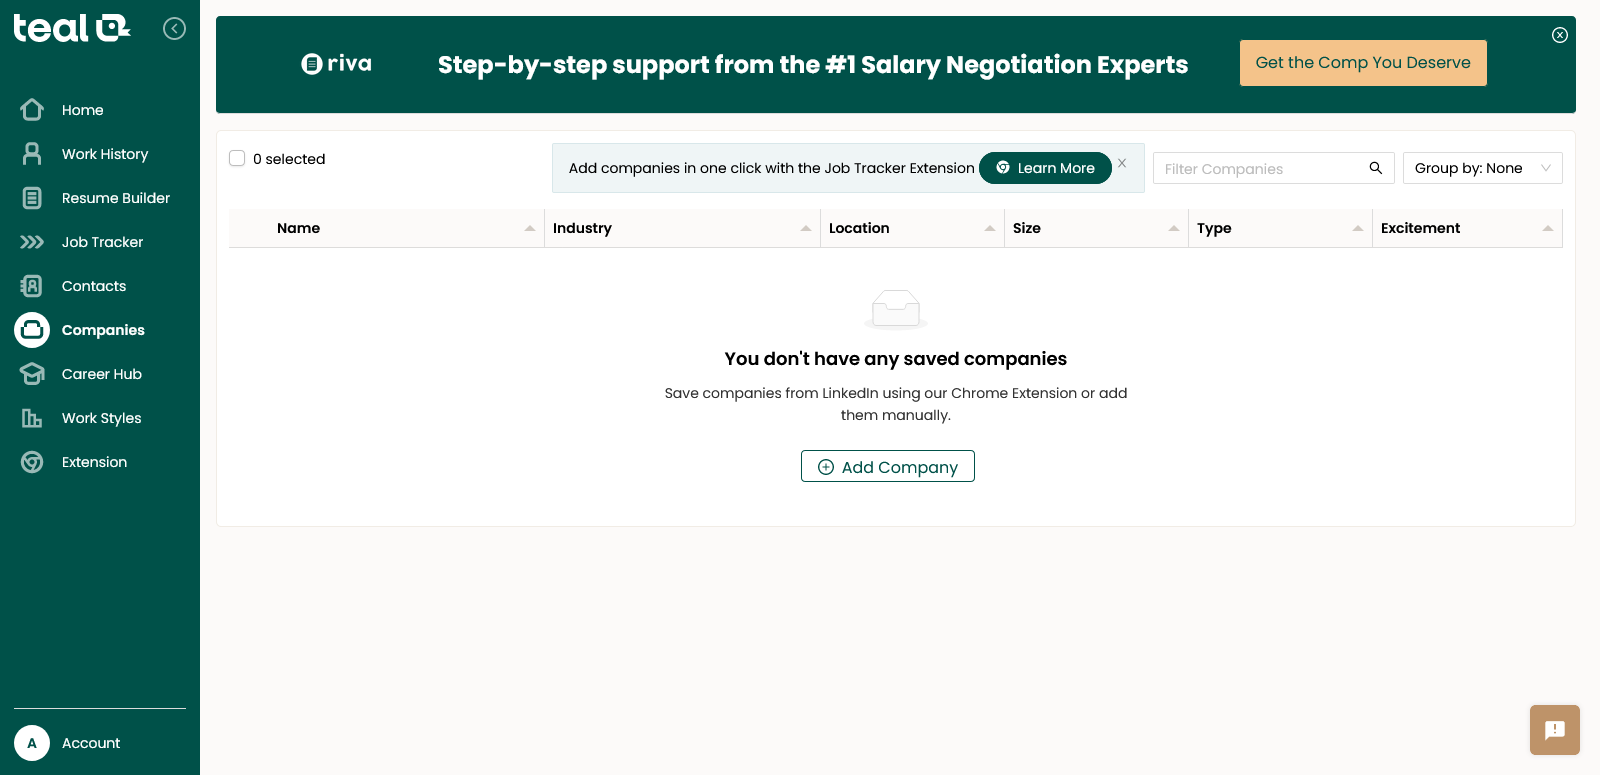 teal
Home
Work History
Resume Builder
Job Tracker
Contacts
Companies
Career Hub
Work Styles
Extension
A Account
riva
Step-by-step support from the #1 Salary Negotiation Experts
Get the Comp You Deserve
0 selected
Add companies in one click with the Job Tracker Extension Learn More X
Filter Companies
Group by: None
Name Industry Location Size Type Excitement
You don't have any saved companies
Save companies from LinkedIn using our Chrome Extension or add
them manually.
Add Company